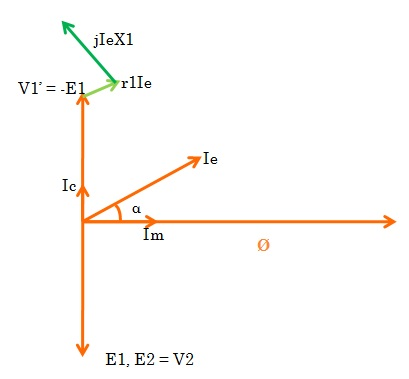 jIeX1
V1' = -E1
r1Ie
Ie
Ic
α
Im
Ø
E1, E2 = V2